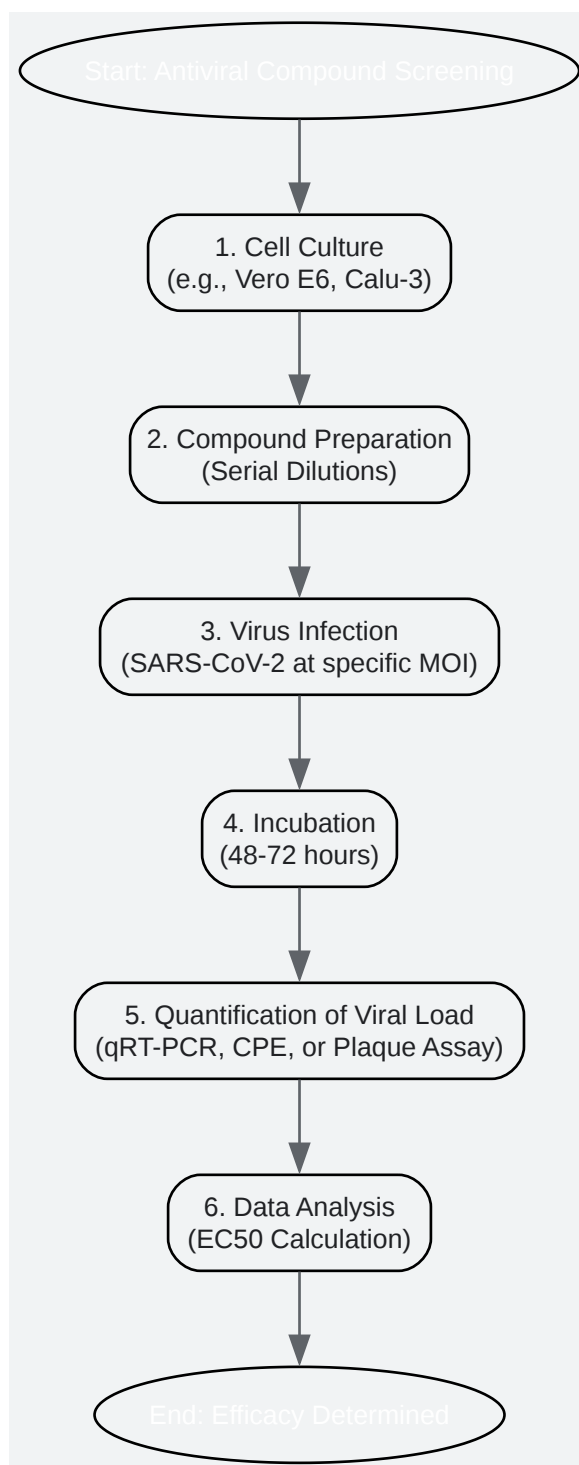 Start: Antiviral Compound Screening
1. Cell Culture
(e.g., Vero E6, Calu-3)
2. Compound Preparation
(Serial Dilutions)
3. Virus Infection
(SARS-CoV-2 at specific MOI)
4. Incubation
(48-72 hours)
5. Quantification of Viral Load
(qRT-PCR, CPE, or Plaque Assay)
6. Data Analysis
(EC50 Calculation)
End: Efficacy Determined